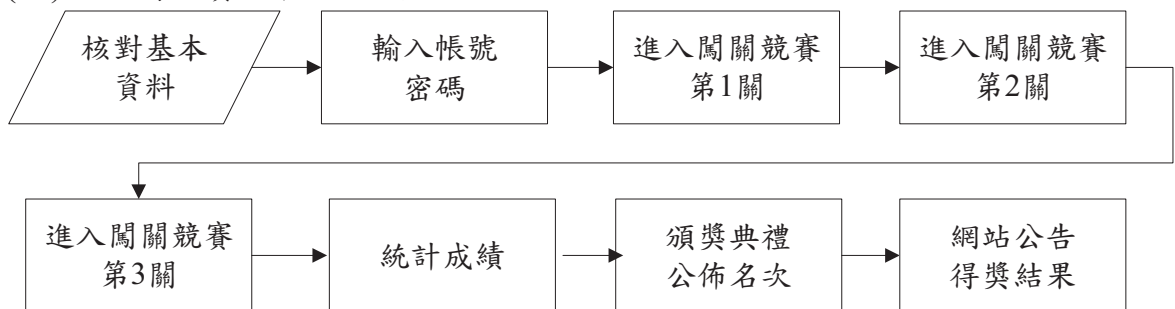 核對基本
資料
輸入帳號
密碼
進入闖關競賽
第1關
進入闖關競賽
第2關
進入闖關競賽
第3關
統計成績
頒獎典禮
公佈名次
網站公告
得獎結果